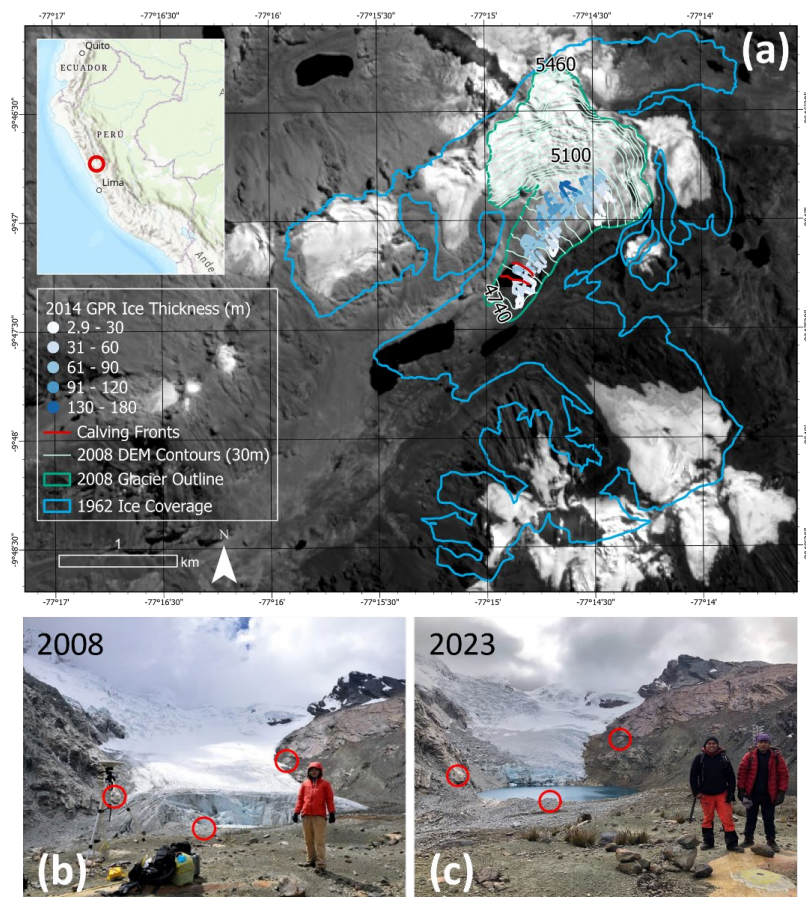 -77°17' -77°16'30" -77°16' -77°15'30" -77°15' -77°14'30" -77°14'
(a)
Quito
ECUADOR
PERÚ
Lima
Ande
5460
5100
4740
-9°46'30"
-9°47'
-9°47'30"
-9°48'
-9°48'30"
2014 GPR Ice Thickness (m)
2.9 - 30
31 - 60
61 - 90
91 - 120
130 - 180
Calving Fronts
2008 DEM Contours (30m)
2008 Glacier Outline
1962 Ice Coverage
1
km
N
-77°17' -77°16'30" -77°16' -77°15'30" -77°15' -77°14'30" -77°14'
2008
(b)
2023
(c)